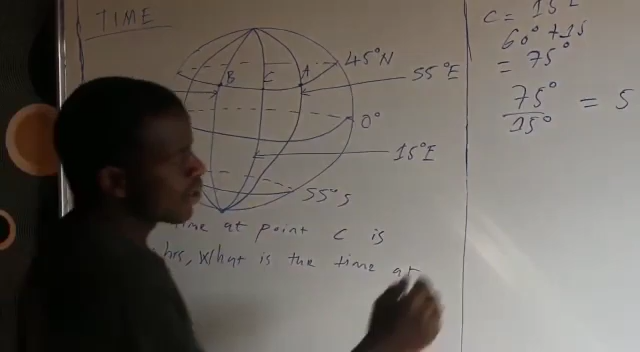 TIME
45°N
B
C
A
55°E
0°
15°E
55°S
time at point C is
hrs, What is the time at
C = 15°
60° + 15
= 75°
75°/15° = 5